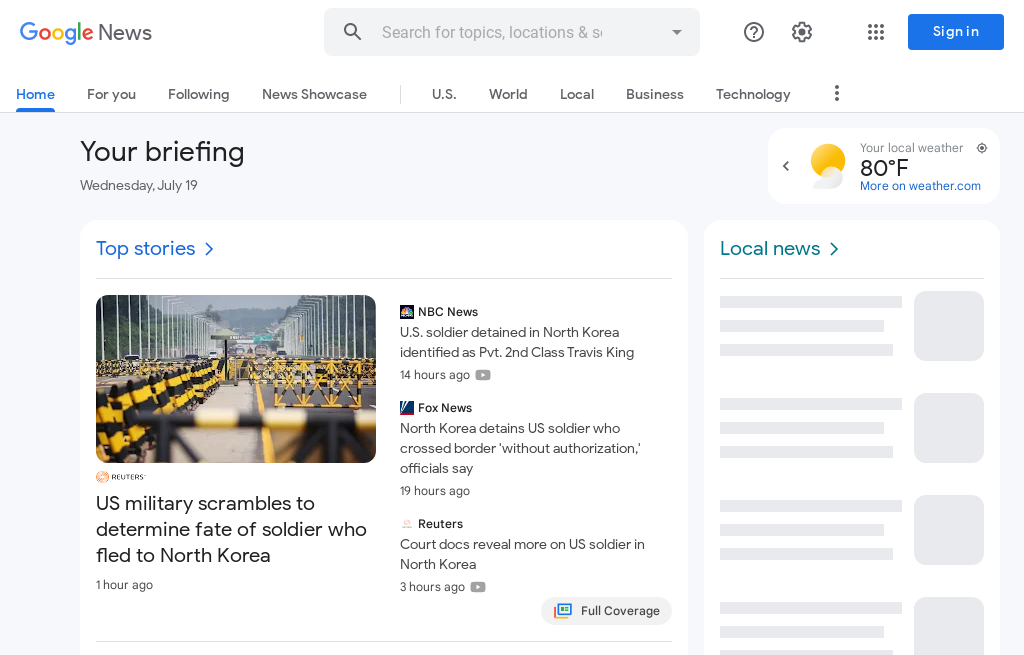 Google News
Search for topics, locations & so
Sign in
Home
For you
Following
News Showcase
U.S.
World
Local
Business
Technology
Your briefing
Wednesday, July 19
Your local weather
80°F
More on weather.com
Top stories
Local news
REUTERS
US military scrambles to
determine fate of soldier who
fled to North Korea
1 hour ago
NBC News
U.S. soldier detained in North Korea
identified as Pvt. 2nd Class Travis King
14 hours ago
Fox News
North Korea detains US soldier who
crossed border 'without authorization,'
officials say
19 hours ago
Reuters
Court docs reveal more on US soldier in
North Korea
3 hours ago
Full Coverage